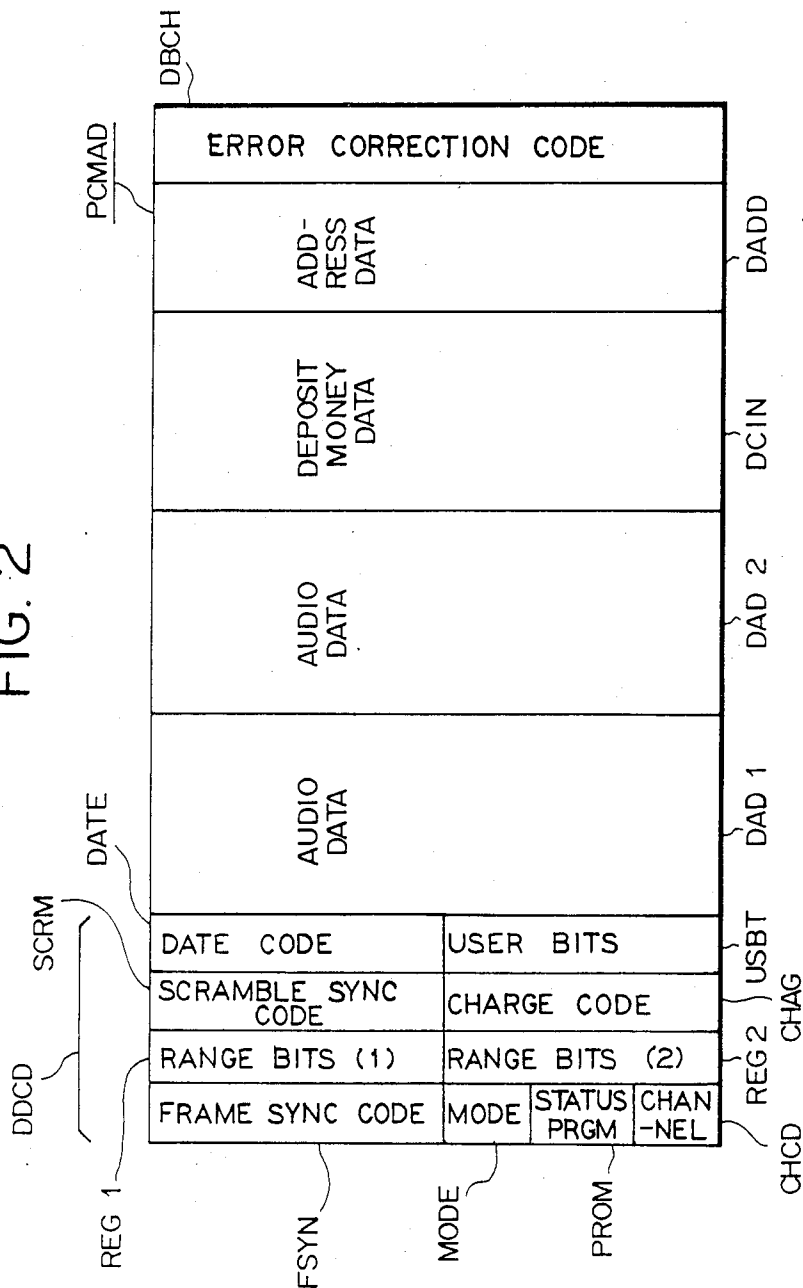 FIG. 2
DDCD
SCRM
DATE
PCMAD
DBCH
REG 1
FSYN
MODE
PROM
FRAME SYNC CODE
MODE
STATUS
PRGM
CHAN
-NEL
RANGE BITS (1)
RANGE BITS (2)
SCRAMBLE SYNC
CODE
CHARGE CODE
DATE CODE
USER BITS
AUDIO
DATA
AUDIO
DATA
DEPOSIT
MONEY
DATA
ADD-
RESS
DATA
ERROR CORRECTION CODE
CHCD
REG2
CHAG
USBT
DAD 1
DAD 2
DCIN
DADD